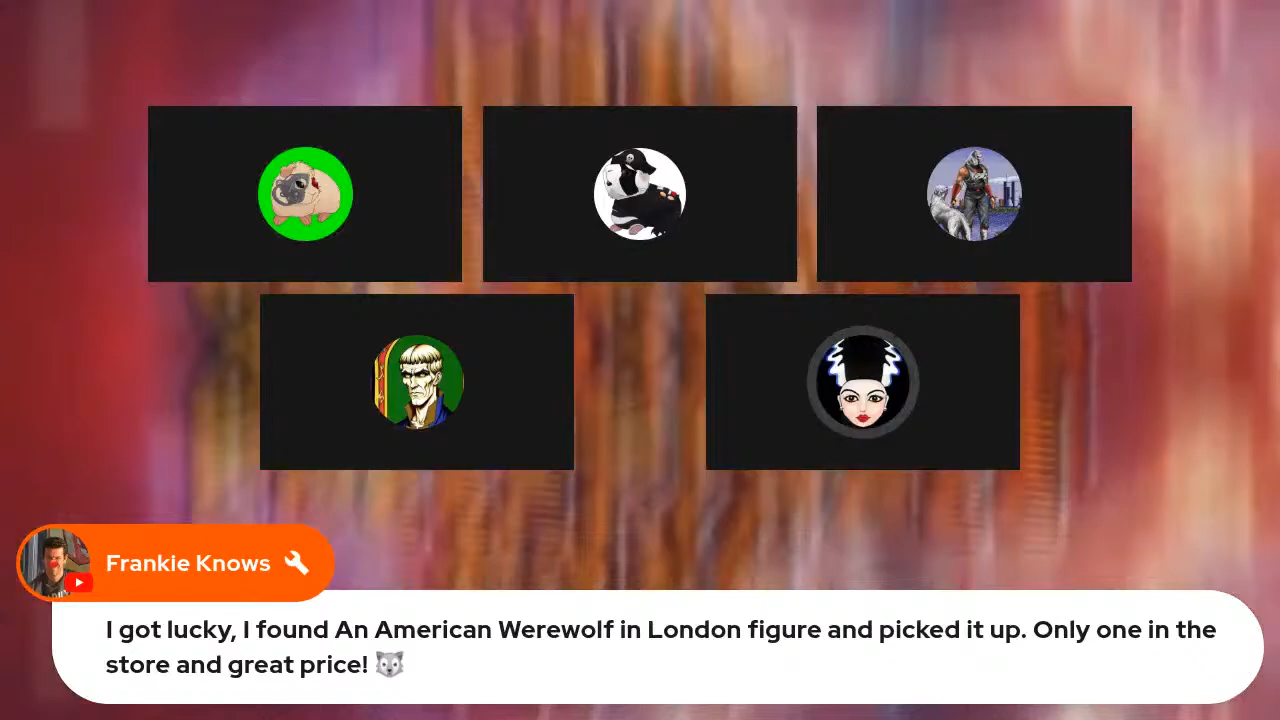 Frankie Knows
I got lucky, I found An American Werewolf in London figure and picked it up. Only one in the
store and great price! 🐺